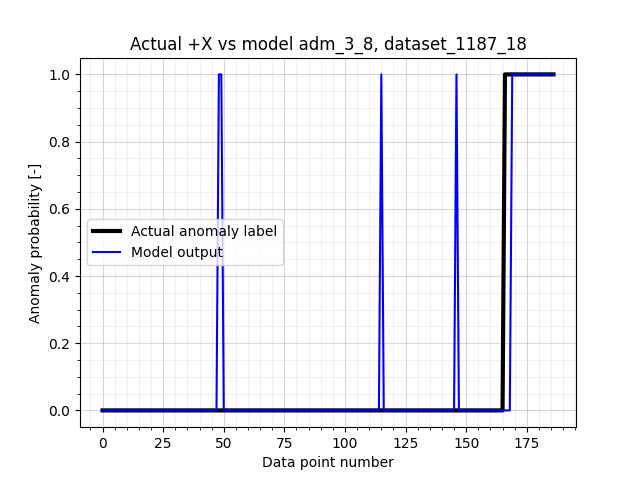 Actual +X vs model adm_3_8, dataset_1187_18
1.0
0.8
0.6
0.4
0.2
0.0
Anomaly probability [-]
Actual anomaly label
Model output
0 25 50 75 100 125 150 175
Data point number